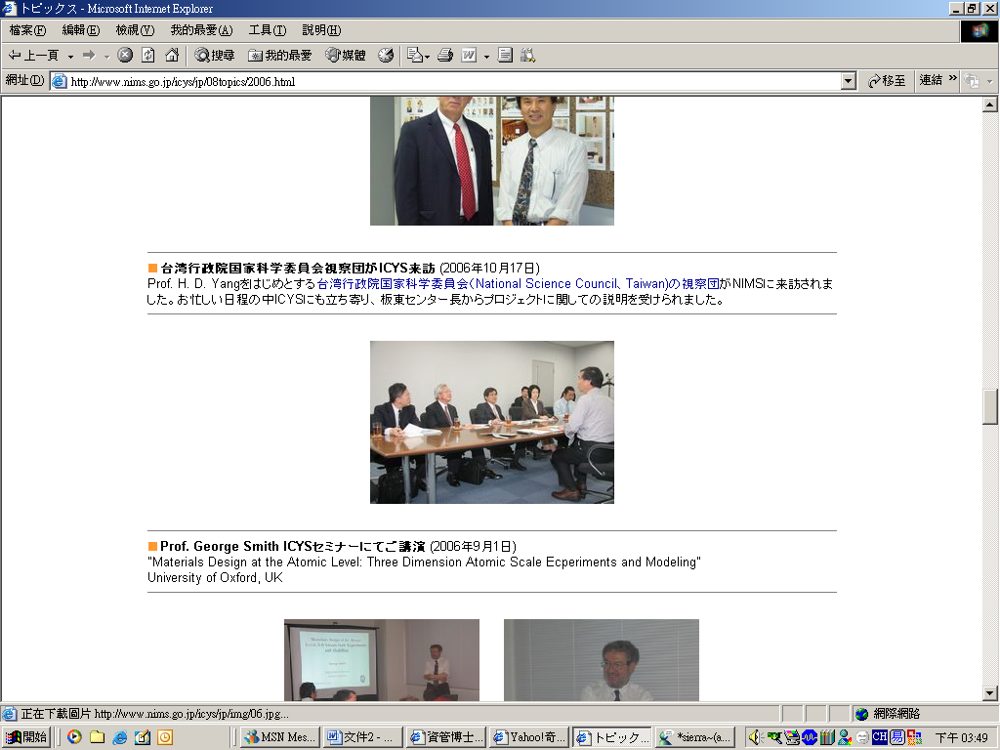 トピックス - Microsoft Internet Explorer
檔案(F) 編輯(E) 檢視(V) 我的最愛(A) 工具(T) 說明(H)
上一頁 搜尋 我的最愛 媒體
網址(D) http://www.nims.go.jp/icys/jp/08topics/2006.html 移至 連結 »
■台湾行政院国家科学委員会視察団がICYS来訪 (2006年10月17日)
Prof. H. D. Yangをはじめとする台湾行政院国家科学委員会(National Science Council、Taiwan)の視察団がNIMSに来訪されま
した。お忙しい日程の中ICYSにも立ち寄り、板東センター長からプロジェクトに関しての説明を受けられました。
■Prof. George Smith ICYSセミナーにてご講演 (2006年9月1日)
"Materials Design at the Atomic Level: Three Dimension Atomic Scale Ecperiments and Modeling"
University of Oxford, UK
正在下載圖片 http://www.nims.go.jp/icys/jp/img/06.jpg... 網際網路
開始 MSN Mes... 文件2 - ... 資管博士... Yahoo!奇... トピック... *sierra~(a... CH 下午 03:49